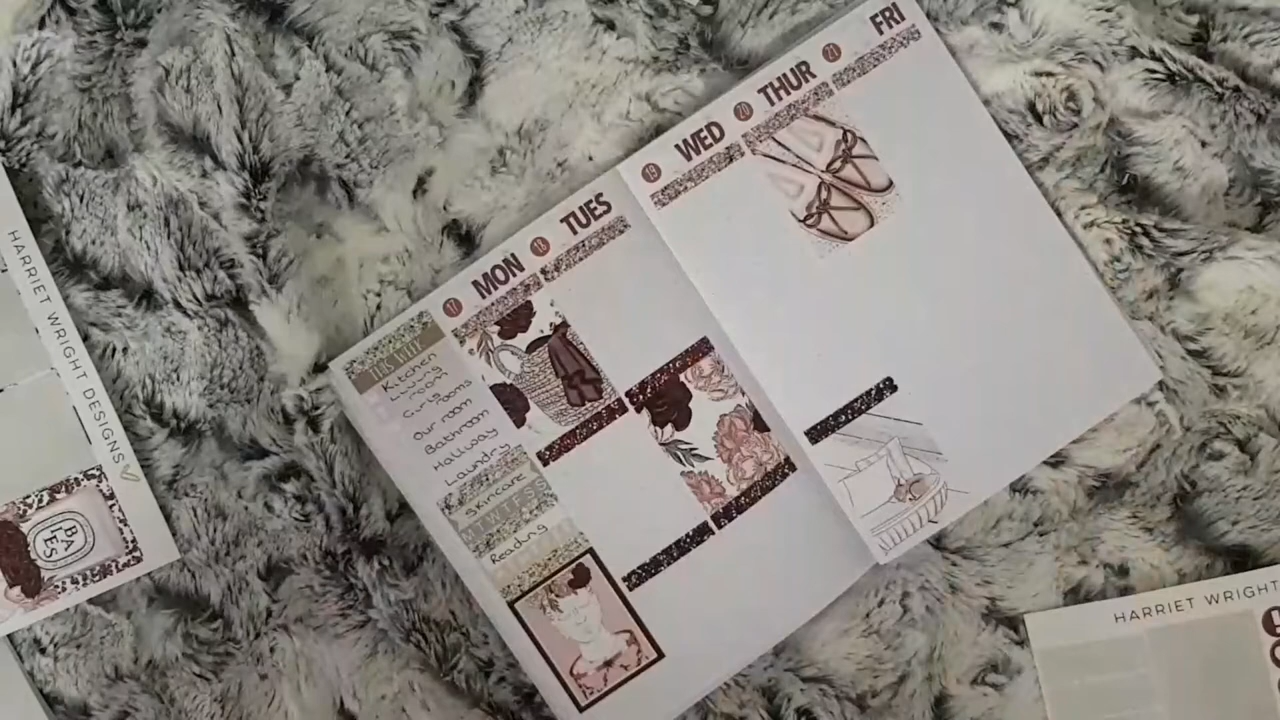 HARRIET WRIGHT DESIGNS
BA
ES
THIS WEEK
Kitchen
Living
room
Girls
rooms
Our room
Bathroom
Hallway
Laundry
Skincare
Reading
17
MON
18
TUES
19
WED
20
THUR
21
FRI
HARRIET WRIGHT